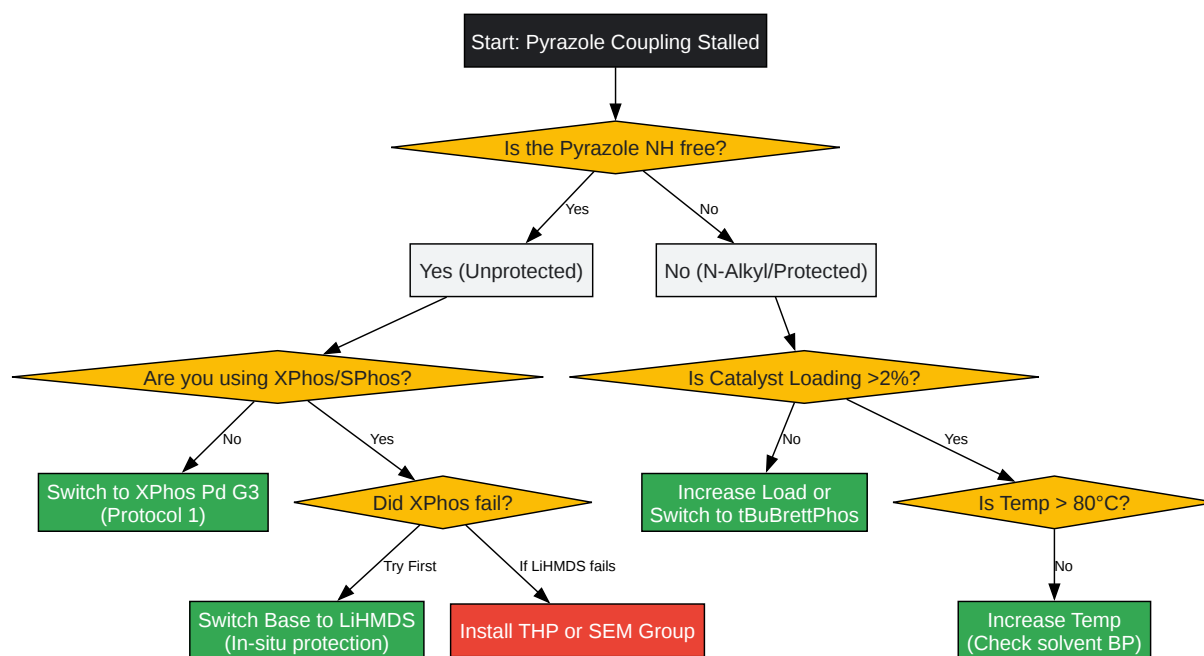 Start: Pyrazole Coupling Stalled
Is the Pyrazole NH free?
Yes
No
Yes (Unprotected)
No (N-Alkyl/Protected)
Are you using XPhos/SPhos?
Is Catalyst Loading >2%?
No
Yes
No
Yes
Switch to XPhos Pd G3
(Protocol 1)
Did XPhos fail?
Increase Load or
Switch to tBuBrettPhos
Is Temp > 80°C?
Try First
If LiHMDS fails
No
Switch Base to LiHMDS
(In-situ protection)
Install THP or SEM Group
Increase Temp
(Check solvent BP)